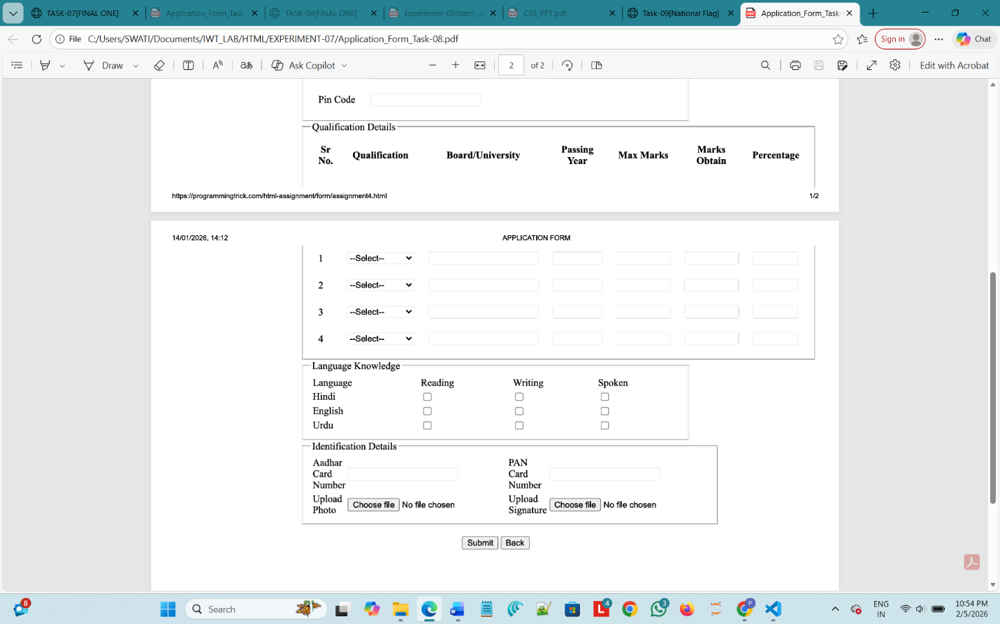 TASK-07[FINAL ONE]
Application_Form_Task-
TASK-08[FINAL ONE]
Experiment-08(html) .p
CSS_PPT.pdf
Task-09[National Flag]
Application_Form_Task-
File C:/Users/SWATI/Documents/IWT_LAB/HTML/EXPERIMENT-07/Application_Form_Task-08.pdf
Sign in
Chat
Draw
Ask Copilot
2 of 2
Edit with Acrobat
Pin Code
Qualification Details
Sr No. Qualification Board/University Passing Year Max Marks Marks Obtain Percentage
https://programmingtrick.com/html-assignment/form/assignment4.html 1/2
14/01/2026, 14:12 APPLICATION FORM
1 --Select--
2 --Select--
3 --Select--
4 --Select--
Language Knowledge
Language Reading Writing Spoken
Hindi
English
Urdu
Identification Details
Aadhar Card Number PAN Card Number
Upload Photo Choose file No file chosen Upload Signature Choose file No file chosen
Submit Back
8
Search
4
3
P
ENG
IN
10:54 PM
2/5/2026